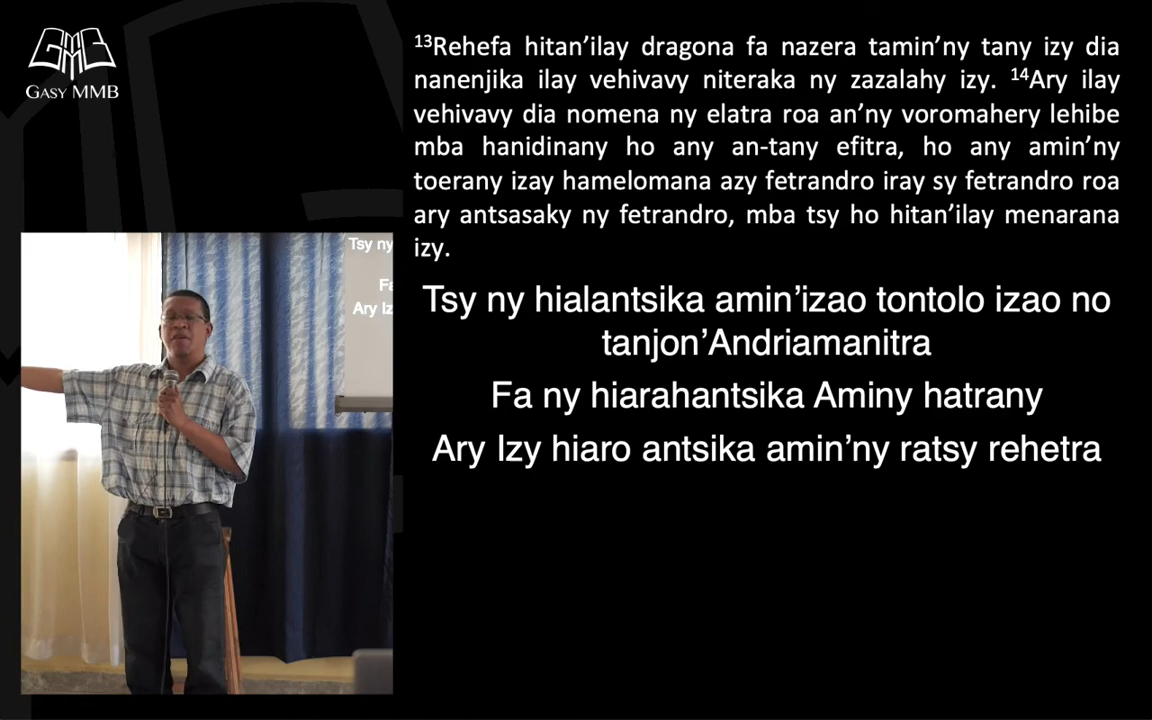 GMMB
GASY MMB
¹³Rehefa hitan’ilay dragona fa nazera tamin’ny tany izy dia
nanenjika ilay vehivavy niteraka ny zazalahy izy. ¹⁴Ary ilay
vehivavy dia nomena ny elatra roa an’ny voromahery lehibe
mba hanidinany ho any an-tany efitra, ho any amin’ny
toerany izay hamelomana azy fetrandro iray sy fetrandro roa
ary antsasaky ny fetrandro, mba tsy ho hitan’ilay menarana
izy.
Tsy ny hialantsika amin’izao tontolo izao no
tanjon’Andriamanitra
Fa ny hiarahantsika Aminy hatrany
Ary Izy hiaro antsika amin’ny ratsy rehetra
Tsy ny
Fa
Ary Iz